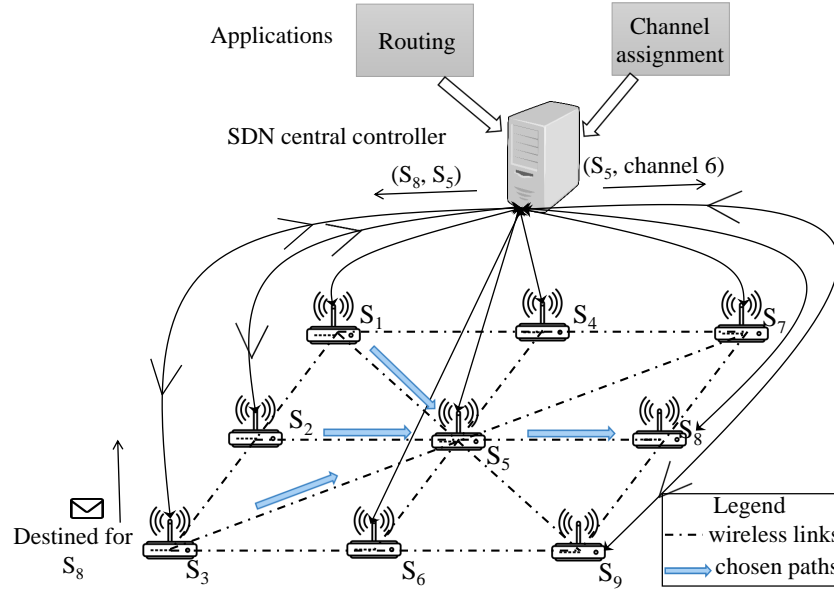 Applications
Routing
Channel
assignment
SDN central controller
(S₈, S₅)
(S₅, channel 6)
S₁
S₄
S₇
S₂
S₅
S₈
Destined for
S₈
S₃
S₆
S₉
Legend
wireless links
chosen paths